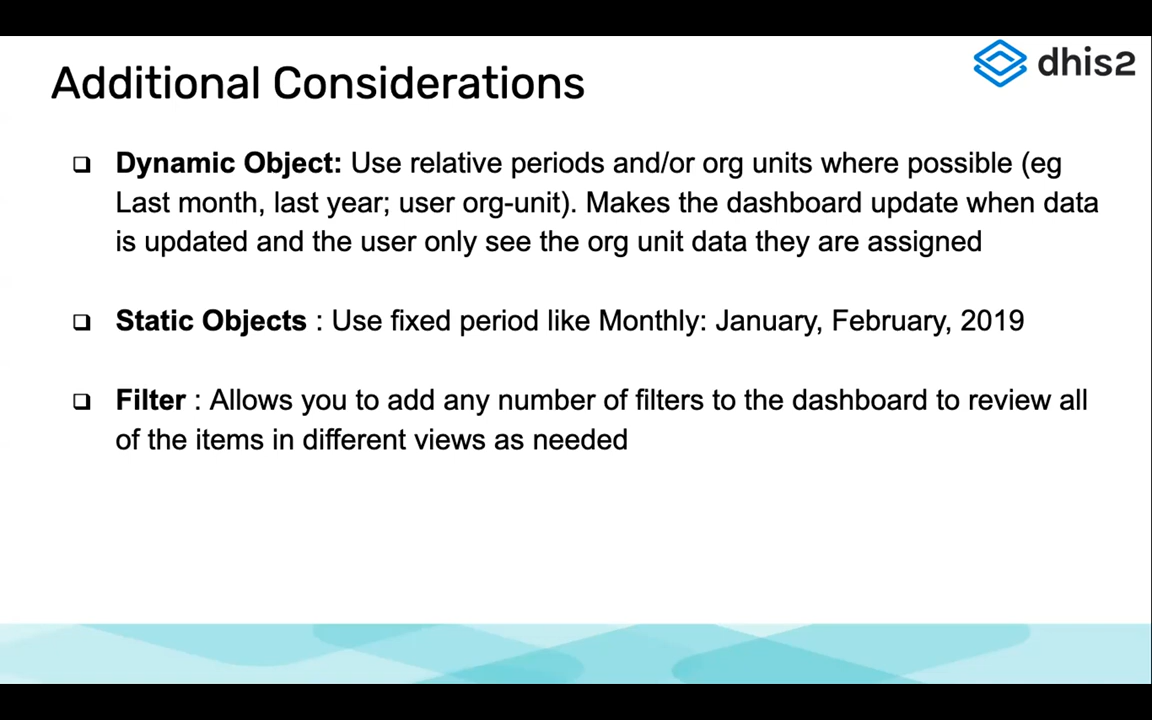 dhis2
Additional Considerations
❑ Dynamic Object: Use relative periods and/or org units where possible (eg
Last month, last year; user org-unit). Makes the dashboard update when data
is updated and the user only see the org unit data they are assigned
❑ Static Objects : Use fixed period like Monthly: January, February, 2019
❑ Filter : Allows you to add any number of filters to the dashboard to review all
of the items in different views as needed